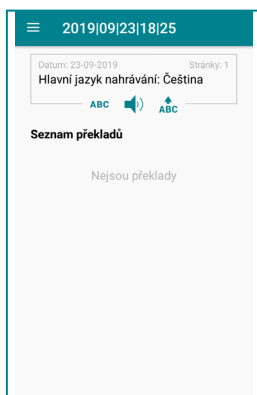 2019|09|23|18|25
Datum: 23-09-2019 Stránky: 1
Hlavní jazyk nahrávání: Čeština
ABC ABC
Seznam překladů
Nejsou překlady